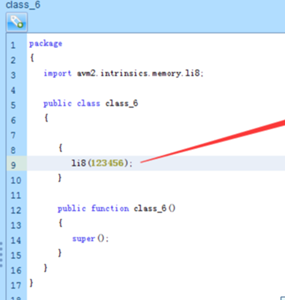 class_6
1 package
2 {
3 import avm2.intrinsics.memory.li8;
4
5 public class class_6
6 {
7
8 {
9 li8(123456);
10 }
11
12 public function class_6()
13 {
14 super();
15 }
16 }
17 }